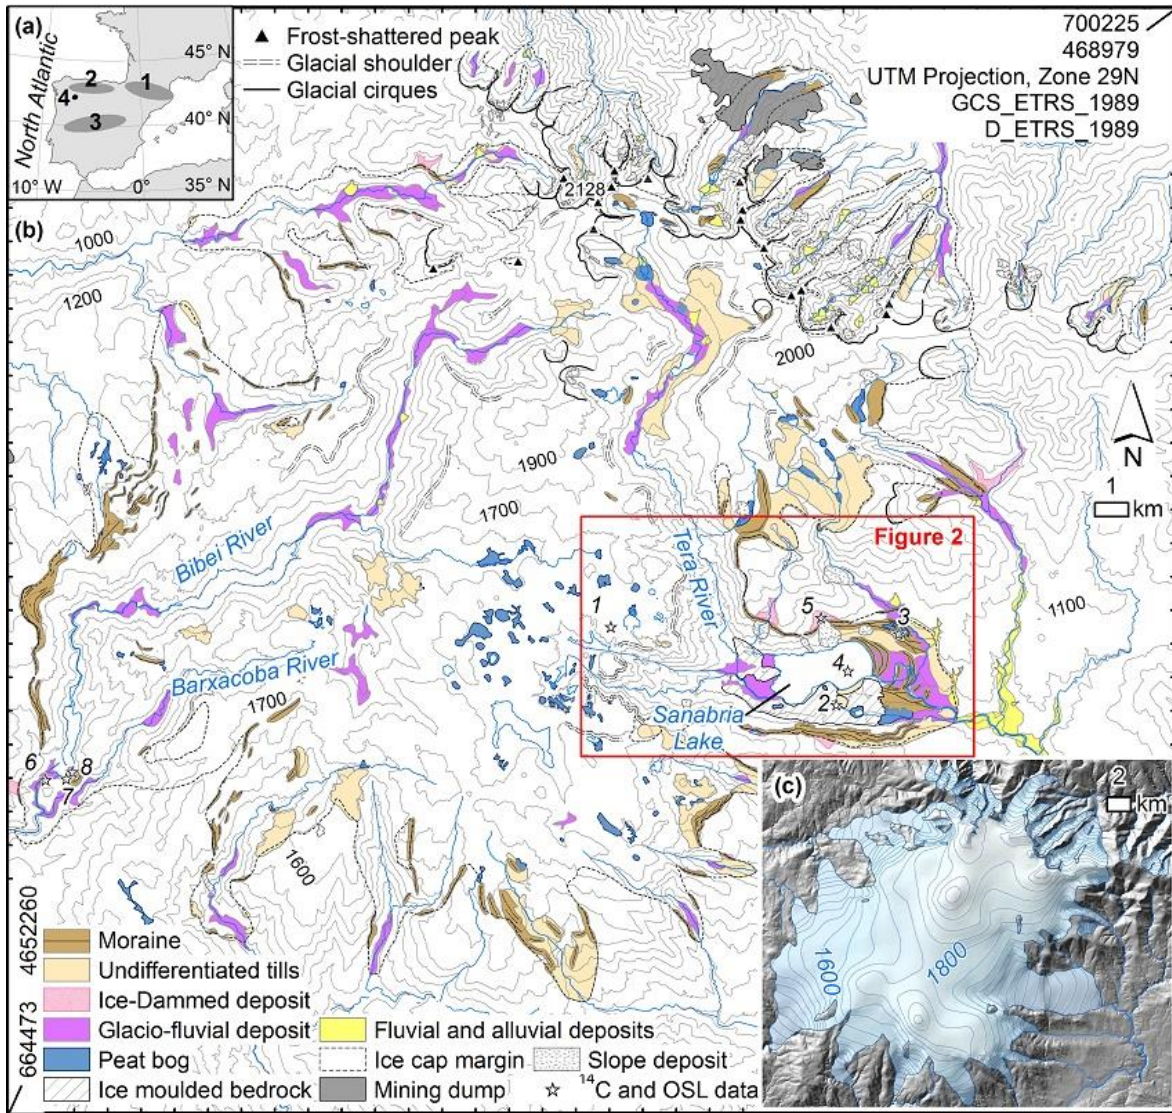 (a)
45° N
40° N
35° N
North Atlantic
1
2
3
4
10° W
0°
Frost-shattered peak
Glacial shoulder
Glacial cirques
700225
468979
UTM Projection, Zone 29N
GCS_ETRS_1989
D_ETRS_1989
(b)
2128
1000
1200
2000
1900
1700
N
1
km
Figure 2
Bibei River
Tera River
1100
1
5
3
4
2
Barxacoba River
1700
Sanabria
Lake
6
8
7
1600
(c)
2
km
1600
1800
4652260
664473
Moraine
Undifferentiated tills
Ice-Dammed deposit
Glacio-fluvial deposit
Fluvial and alluvial deposits
Peat bog
Ice cap margin
Slope deposit
Ice moulded bedrock
Mining dump
14C and OSL data